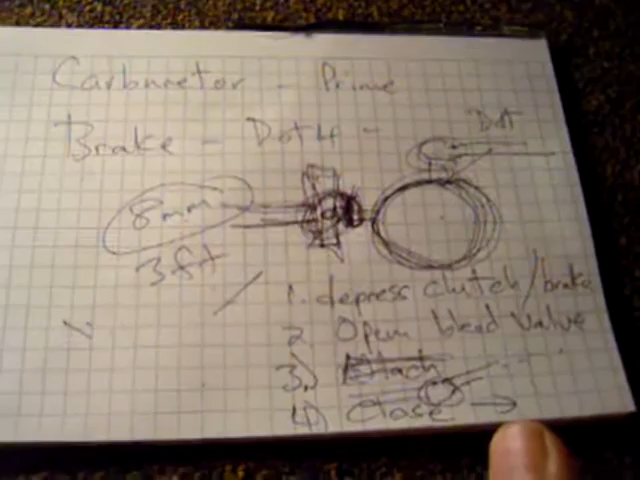 Carburetor - Prime
Brake - Dot 4 -
Dot
8mm
3ft
1. depress clutch/brake
2. Open bleed valve
3.) Attach
4.) Close →